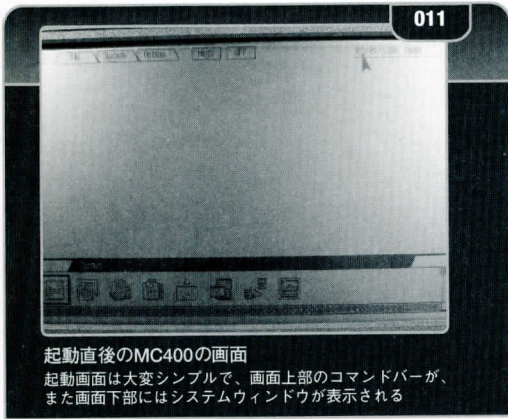 011
起動直後のMC400の画面
起動画面は大変シンプルで、画面上部のコマンドバーが、
また画面下部にはシステムウィンドウが表示される